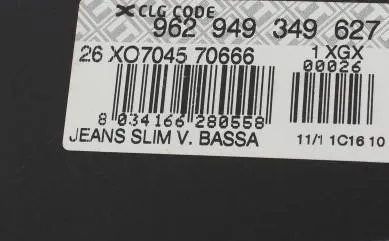 CLG CODE
962 949 349 627
26 XO7045 70666 1 XGX
00026
8 034166 280558
JEANS SLIM V. BASSA 11/1 1C16 10